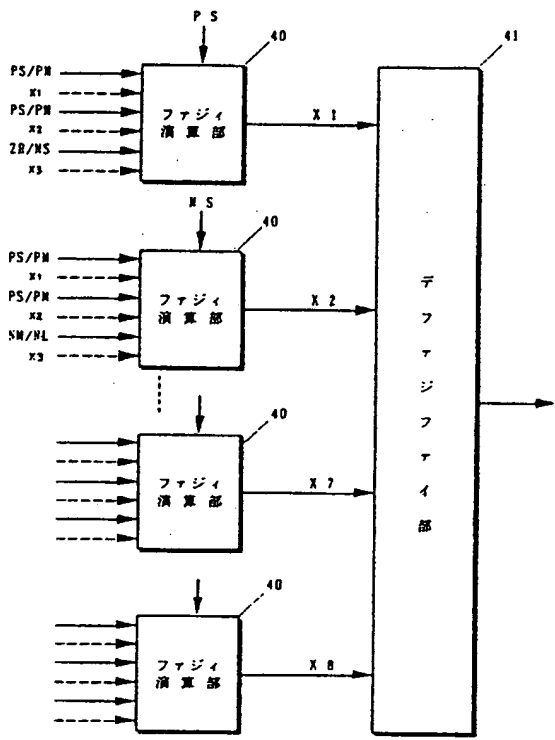 P S
40
41
PS/PM
x1
PS/PM
x2
ZR/NS
x3
ファジィ
演算部
X 1
N S
40
PS/PM
x1
PS/PM
x2
NM/NL
x3
ファジィ
演算部
X 2
デファジファイ部
40
ファジィ
演算部
X 7
40
ファジィ
演算部
X 8